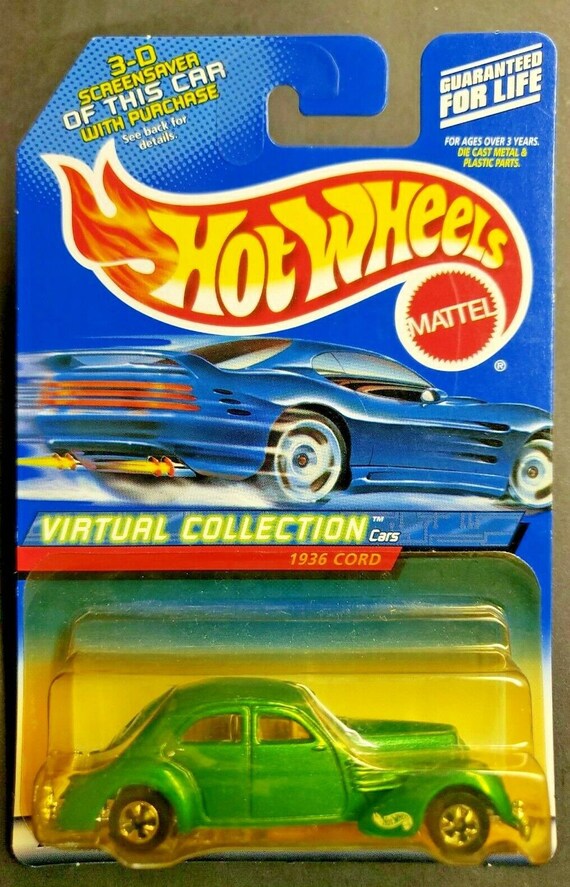 3-D
SCREENSAVER
OF THIS CAR
WITH PURCHASE
See back for
details.
GUARANTEED
FOR LIFE
FOR AGES OVER 3 YEARS.
DIE CAST METAL &
PLASTIC PARTS.
HOT WHEELS
MATTEL
®
VIRTUAL COLLECTION™
Cars
1936 CORD